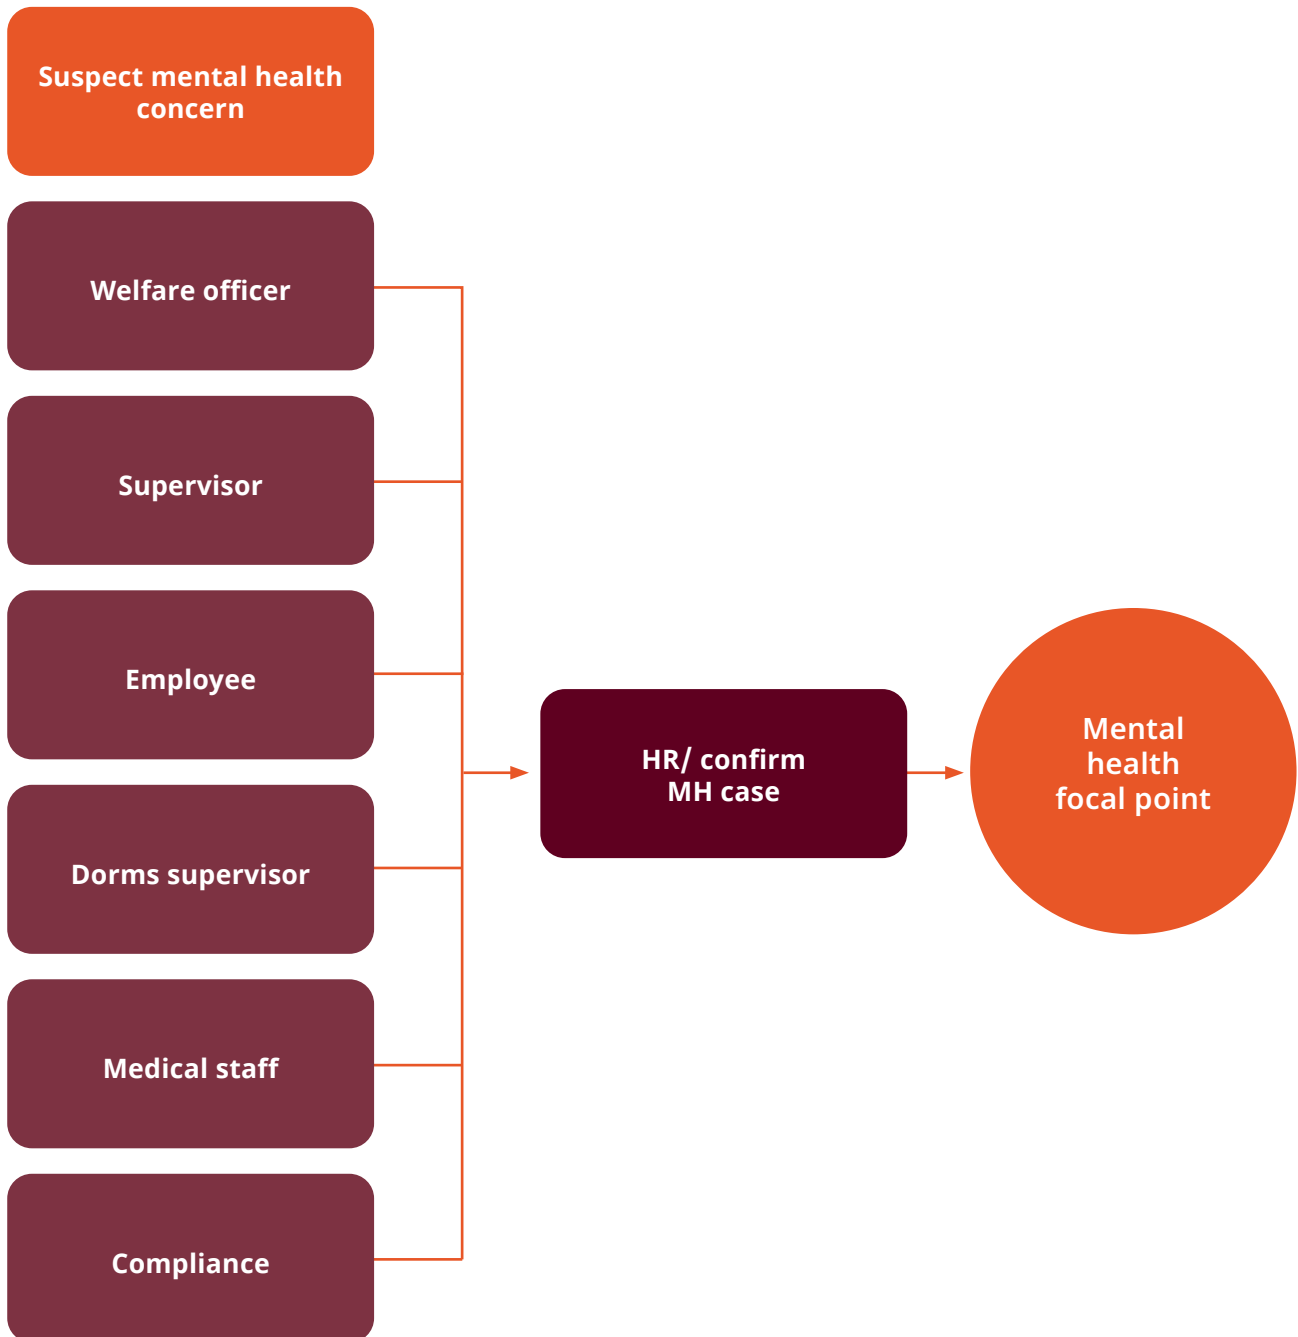 Suspect mental health
concern
Welfare officer
Supervisor
Employee
Dorms supervisor
Medical staff
Compliance
HR/ confirm
MH case
Mental
health
focal point